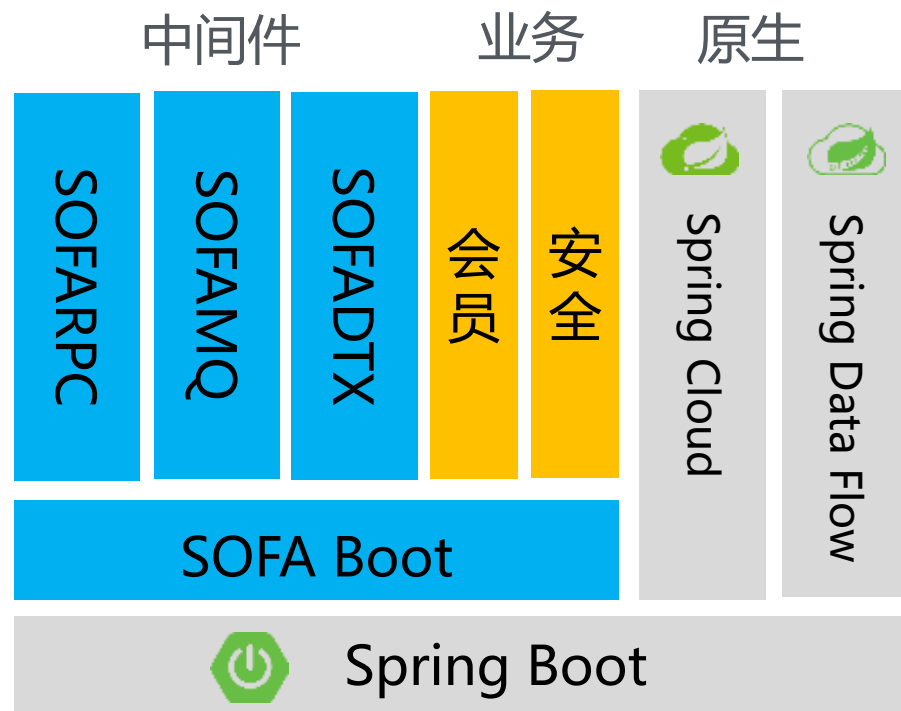 中间件
业务
原生
SOFARPC
SOFAMQ
SOFADTX
会员
安全
Spring Cloud
Spring Data Flow
SOFA Boot
Spring Boot